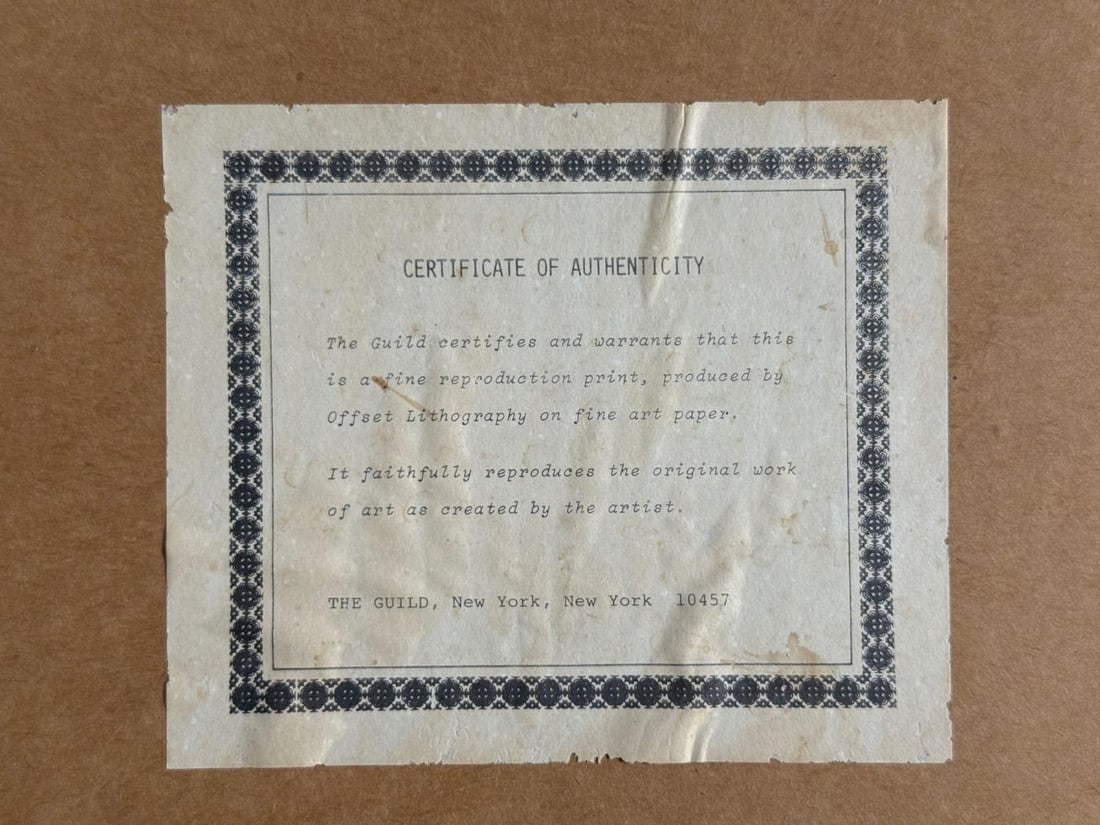 CERTIFICATE OF AUTHENTICITY
The Guild certifies and warrants that this
is a fine reproduction print, produced by
Offset Lithography on fine art paper.
It faithfully reproduces the original work
of art as created by the artist.
THE GUILD, New York, New York 10457